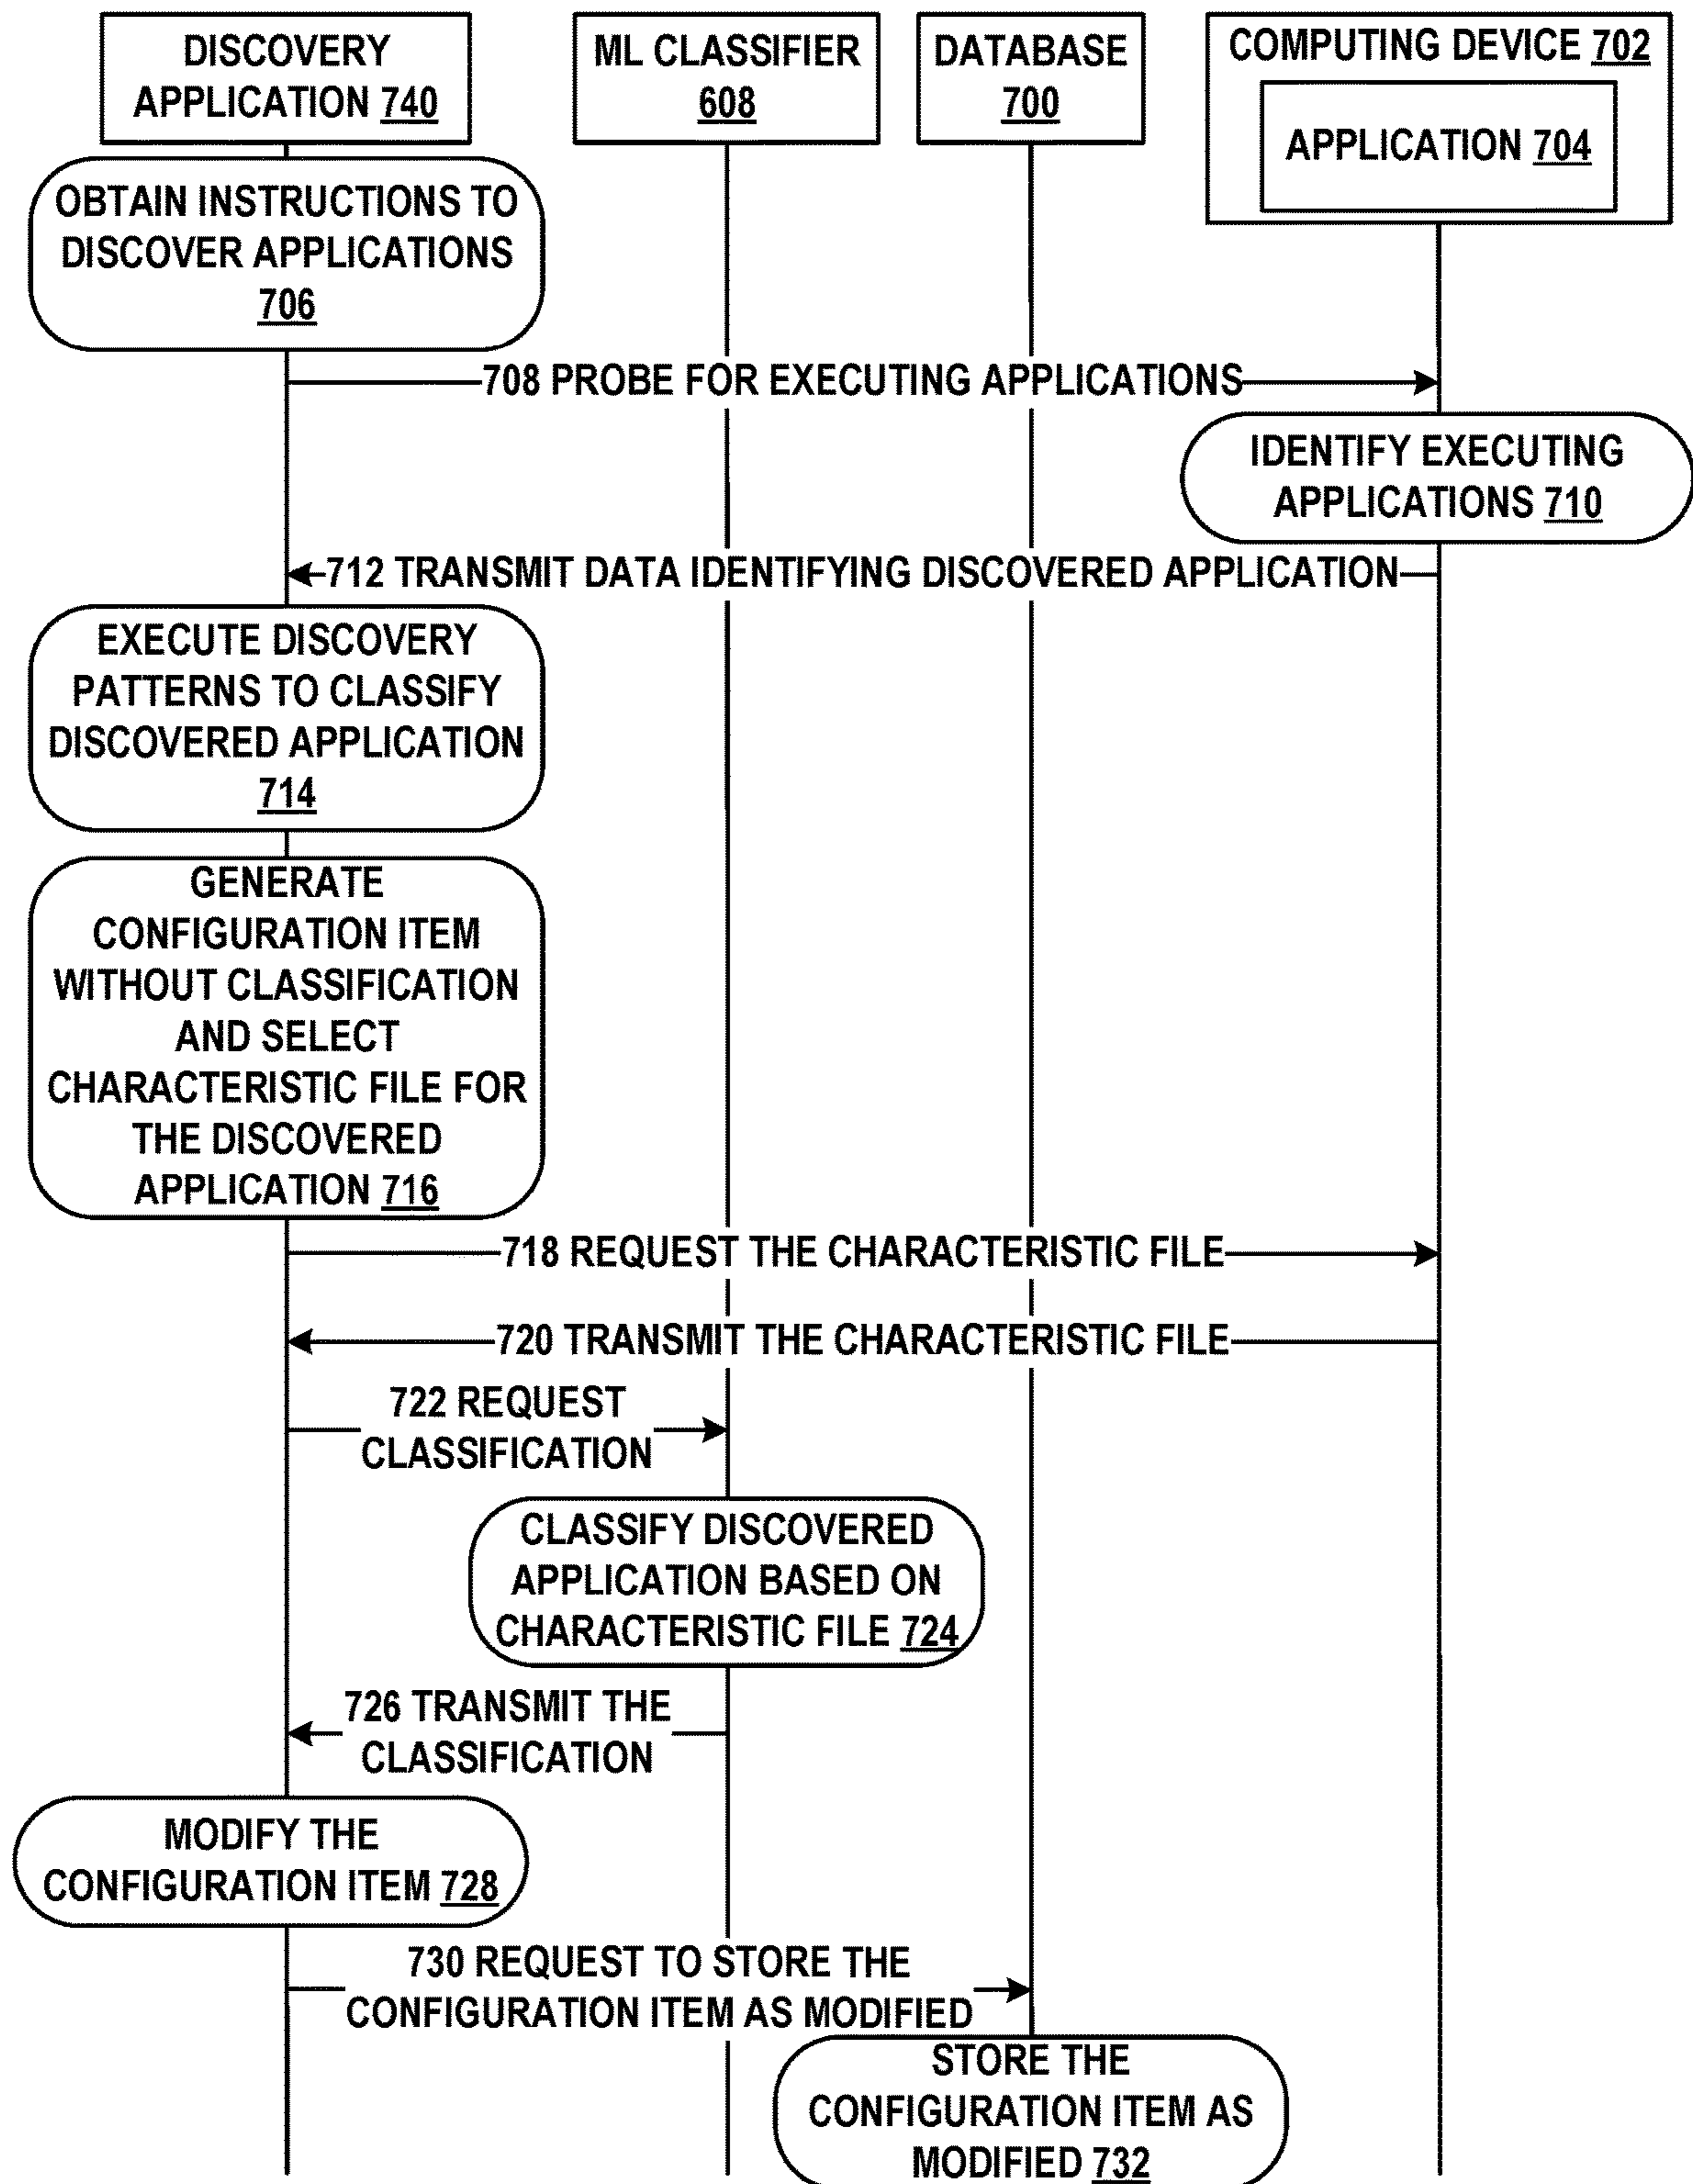 DISCOVERY
APPLICATION 740
ML CLASSIFIER
608
DATABASE
700
COMPUTING DEVICE 702
APPLICATION 704
OBTAIN INSTRUCTIONS TO
DISCOVER APPLICATIONS
706
708 PROBE FOR EXECUTING APPLICATIONS
IDENTIFY EXECUTING
APPLICATIONS 710
712 TRANSMIT DATA IDENTIFYING DISCOVERED APPLICATION
EXECUTE DISCOVERY
PATTERNS TO CLASSIFY
DISCOVERED APPLICATION
714
GENERATE
CONFIGURATION ITEM
WITHOUT CLASSIFICATION
AND SELECT
CHARACTERISTIC FILE FOR
THE DISCOVERED
APPLICATION 716
718 REQUEST THE CHARACTERISTIC FILE
720 TRANSMIT THE CHARACTERISTIC FILE
722 REQUEST
CLASSIFICATION
CLASSIFY DISCOVERED
APPLICATION BASED ON
CHARACTERISTIC FILE 724
726 TRANSMIT THE
CLASSIFICATION
MODIFY THE
CONFIGURATION ITEM 728
730 REQUEST TO STORE THE
CONFIGURATION ITEM AS MODIFIED
STORE THE
CONFIGURATION ITEM AS
MODIFIED 732